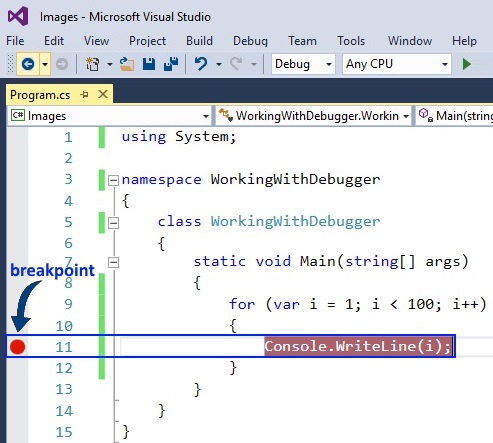 Images - Microsoft Visual Studio
File Edit View Project Build Debug Team Tools Window Help
Debug Any CPU
Program.cs
C# Images WorkingWithDebugger.Workin Main(string
1 using System;
2
3 namespace WorkingWithDebugger
4 {
5 class WorkingWithDebugger
6 {
7 static void Main(string[] args)
breakpoint
8 {
9 for (var i = 1; i < 100; i++)
10 {
11 Console.WriteLine(i);
12 }
13 }
14 }
15 }